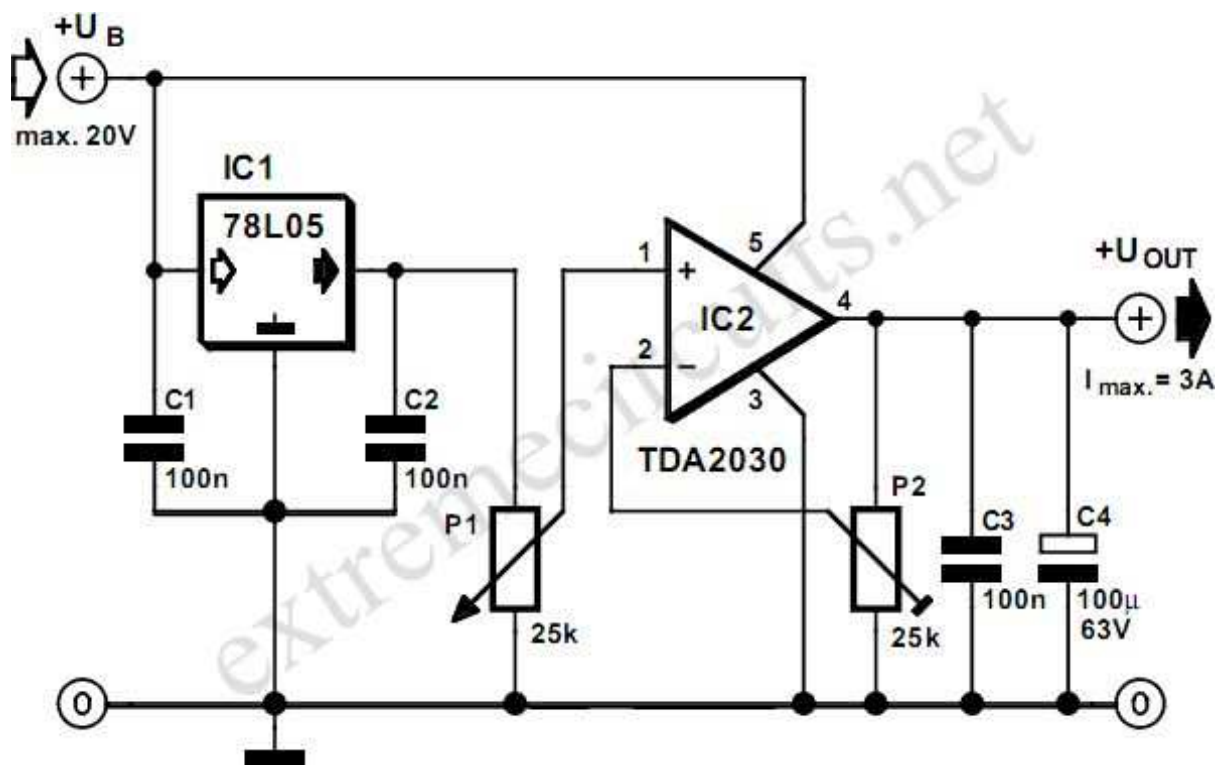 +U B
+
max. 20V
IC1
78L05
C1
100n
C2
100n
P1
25k
1
+
2
−
5
4
3
IC2
TDA2030
P2
25k
C3
100n
C4
100µ
63V
+U OUT
+
I max. = 3A
0
0
extremecircuits.net